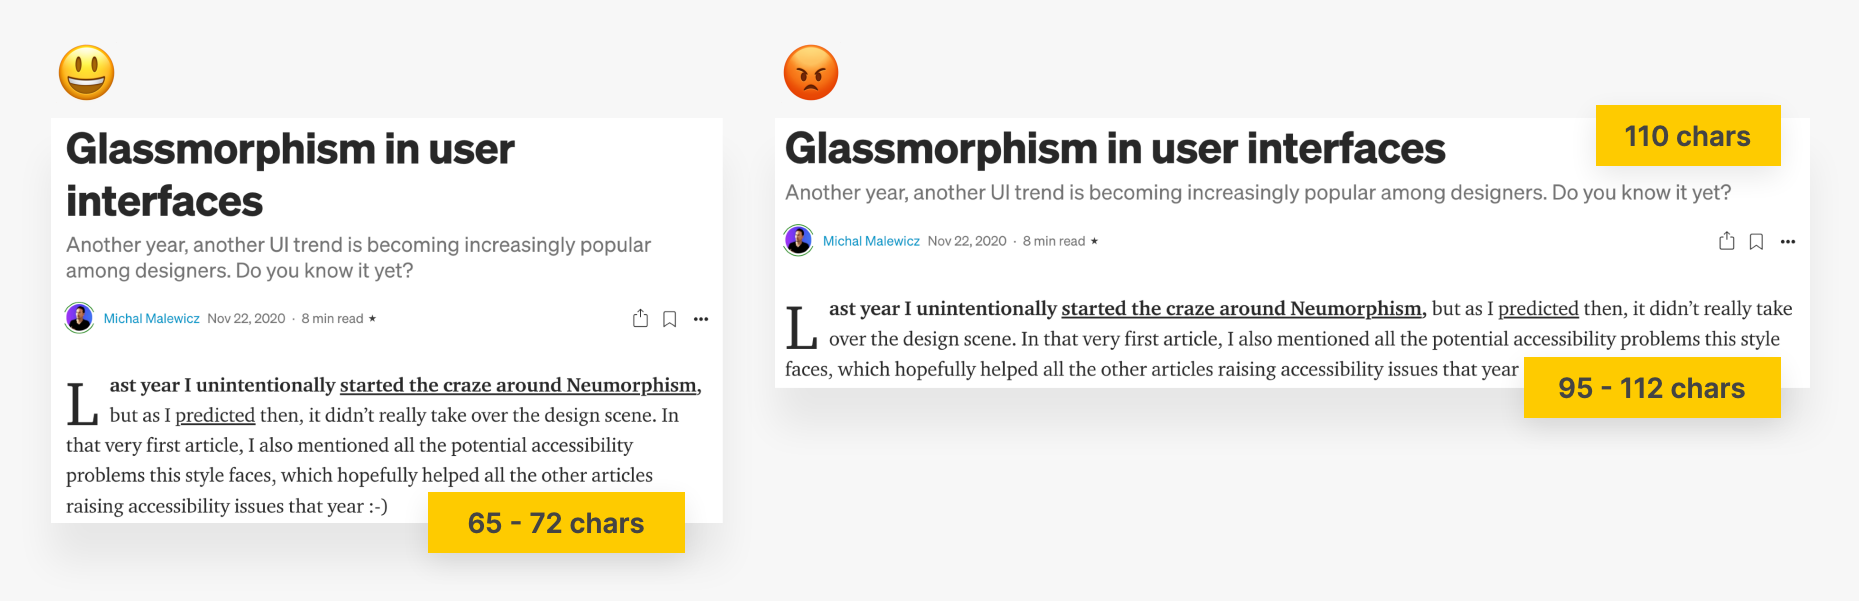 Glassmorphism in user
interfaces
Another year, another UI trend is becoming increasingly popular
among designers. Do you know it yet?
Michal Malewicz Nov 22, 2020 · 8 min read ★
Last year I unintentionally started the craze around Neumorphism,
but as I predicted then, it didn’t really take over the design scene. In
that very first article, I also mentioned all the potential accessibility
problems this style faces, which hopefully helped all the other articles
raising accessibility issues that year :-)
65 - 72 chars
110 chars
Glassmorphism in user interfaces
Another year, another UI trend is becoming increasingly popular among designers. Do you know it yet?
Michal Malewicz Nov 22, 2020 · 8 min read ★
Last year I unintentionally started the craze around Neumorphism, but as I predicted then, it didn’t really take
over the design scene. In that very first article, I also mentioned all the potential accessibility problems this style
faces, which hopefully helped all the other articles raising accessibility issues that year
95 - 112 chars